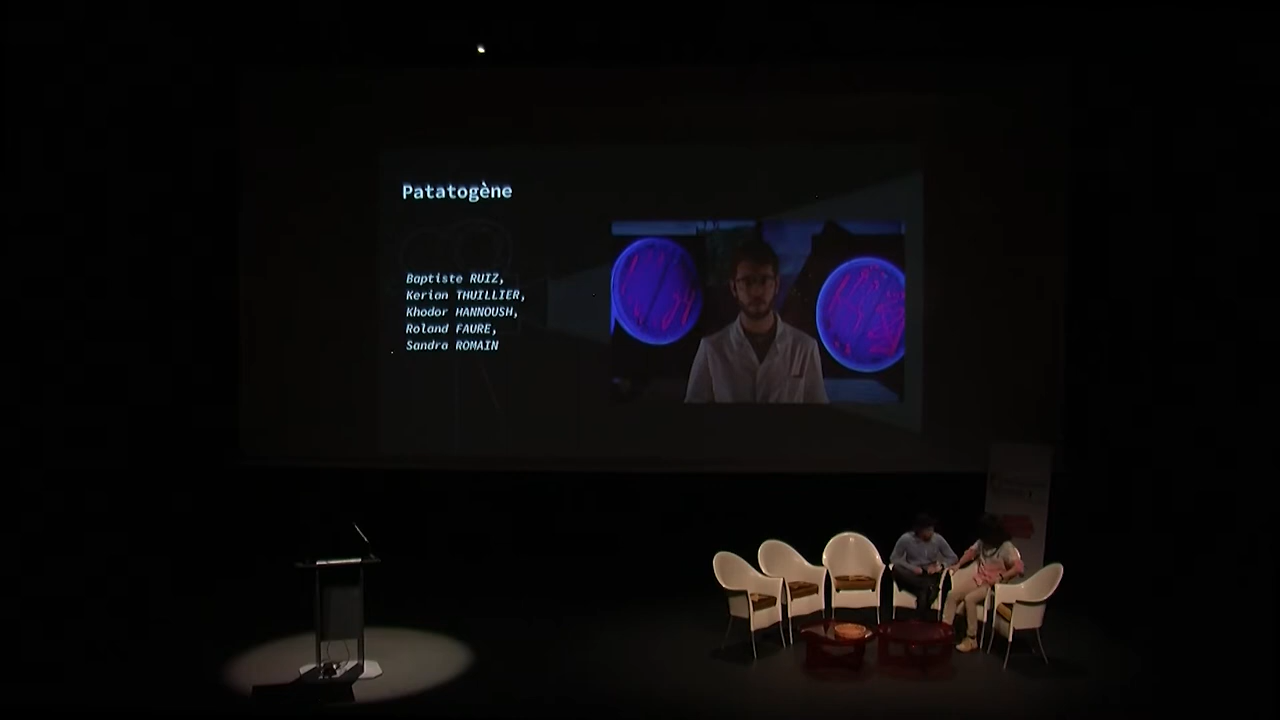 Patatogène
Baptiste RUIZ,
Kerian THUILLIER,
Khodor HANNOUSH,
Roland FAURE,
Sandra ROMAIN